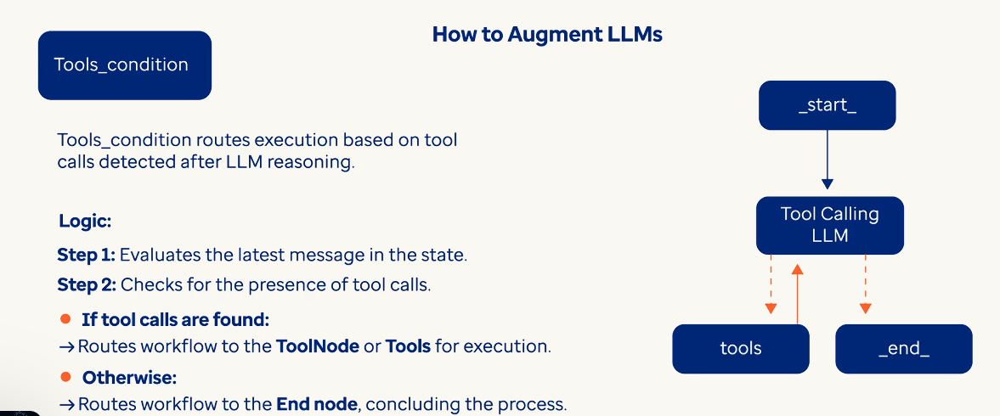 How to Augment LLMs
Tools_condition
Tools_condition routes execution based on tool
calls detected after LLM reasoning.
Logic:
Step 1: Evaluates the latest message in the state.
Step 2: Checks for the presence of tool calls.
● If tool calls are found:
→ Routes workflow to the ToolNode or Tools for execution.
● Otherwise:
→ Routes workflow to the End node, concluding the process.
_start_
Tool Calling
LLM
tools
_end_